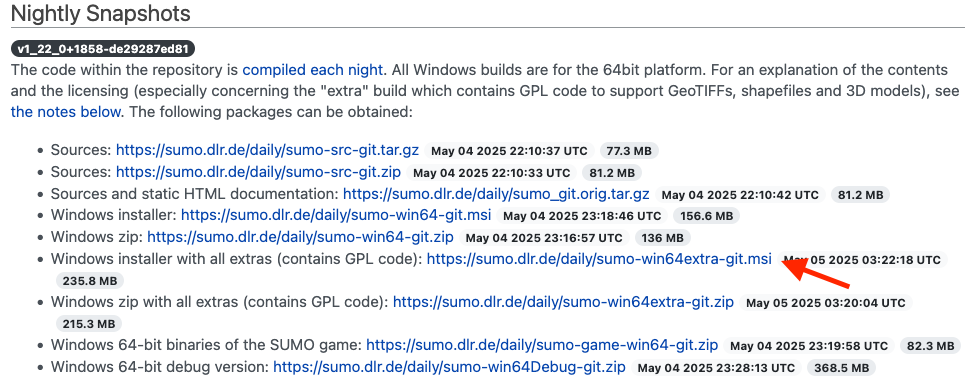 Nightly Snapshots
v1_22_0+1858-de29287ed81
The code within the repository is compiled each night. All Windows builds are for the 64bit platform. For an explanation of the contents
and the licensing (especially concerning the "extra" build which contains GPL code to support GeoTIFFs, shapefiles and 3D models), see
the notes below. The following packages can be obtained:
• Sources: https://sumo.dlr.de/daily/sumo-src-git.tar.gz May 04 2025 22:10:37 UTC 77.3 MB
• Sources: https://sumo.dlr.de/daily/sumo-src-git.zip May 04 2025 22:10:33 UTC 81.2 MB
• Sources and static HTML documentation: https://sumo.dlr.de/daily/sumo_git.orig.tar.gz May 04 2025 22:10:42 UTC 81.2 MB
• Windows installer: https://sumo.dlr.de/daily/sumo-win64-git.msi May 04 2025 23:18:46 UTC 156.6 MB
• Windows zip: https://sumo.dlr.de/daily/sumo-win64-git.zip May 04 2025 23:16:57 UTC 136 MB
• Windows installer with all extras (contains GPL code): https://sumo.dlr.de/daily/sumo-win64extra-git.msi May 05 2025 03:22:18 UTC
235.8 MB
• Windows zip with all extras (contains GPL code): https://sumo.dlr.de/daily/sumo-win64extra-git.zip May 05 2025 03:20:04 UTC
215.3 MB
• Windows 64-bit binaries of the SUMO game: https://sumo.dlr.de/daily/sumo-game-win64-git.zip May 04 2025 23:19:58 UTC 82.3 MB
• Windows 64-bit debug version: https://sumo.dlr.de/daily/sumo-win64Debug-git.zip May 04 2025 23:28:13 UTC 368.5 MB